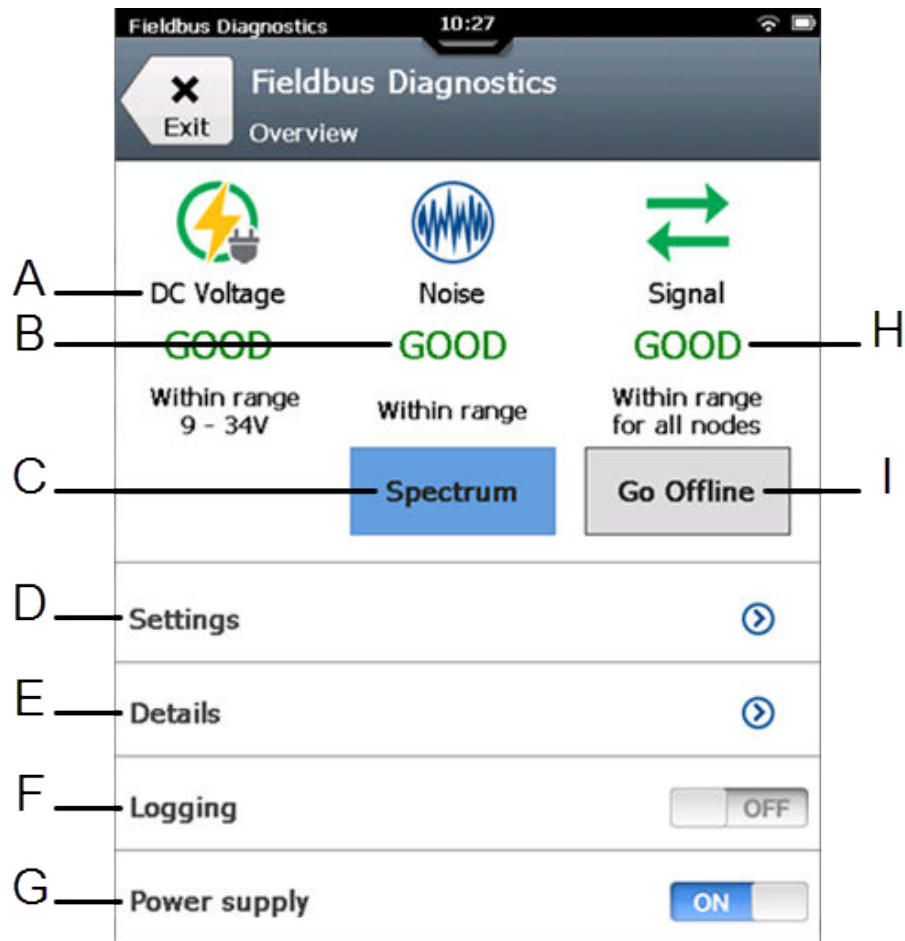 Fieldbus Diagnostics 10:27
Exit
Fieldbus Diagnostics
Overview
A DC Voltage Noise Signal
B GOOD GOOD GOOD H
Within range
9 - 34V
Within range
Within range
for all nodes
C Spectrum Go Offline I
D Settings
E Details
F Logging OFF
G Power supply ON